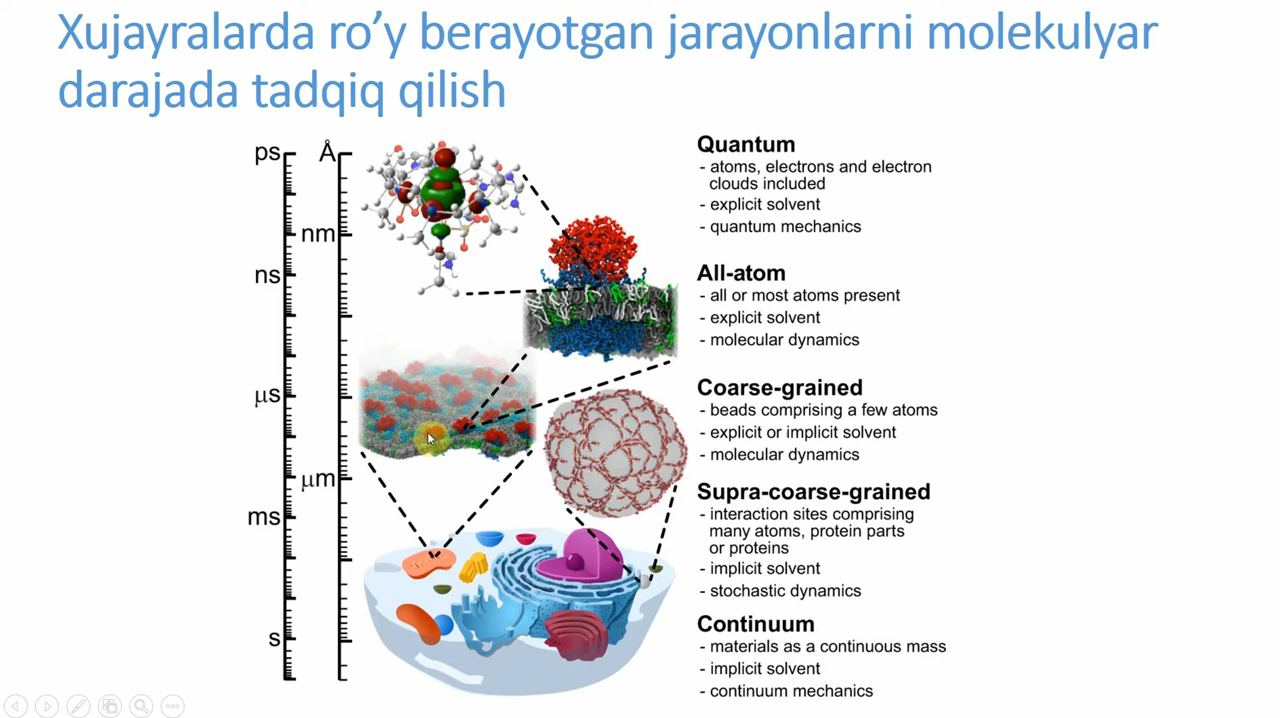 Xujayralarda ro’y berayotgan jarayonlarni molekulyar
darajada tadqiq qilish
ps
Å
nm
ns
µs
µm
ms
s
Quantum
- atoms, electrons and electron
clouds included
- explicit solvent
- quantum mechanics
All-atom
- all or most atoms present
- explicit solvent
- molecular dynamics
Coarse-grained
- beads comprising a few atoms
- explicit or implicit solvent
- molecular dynamics
Supra-coarse-grained
- interaction sites comprising
many atoms, protein parts
or proteins
- implicit solvent
- stochastic dynamics
Continuum
- materials as a continuous mass
- implicit solvent
- continuum mechanics